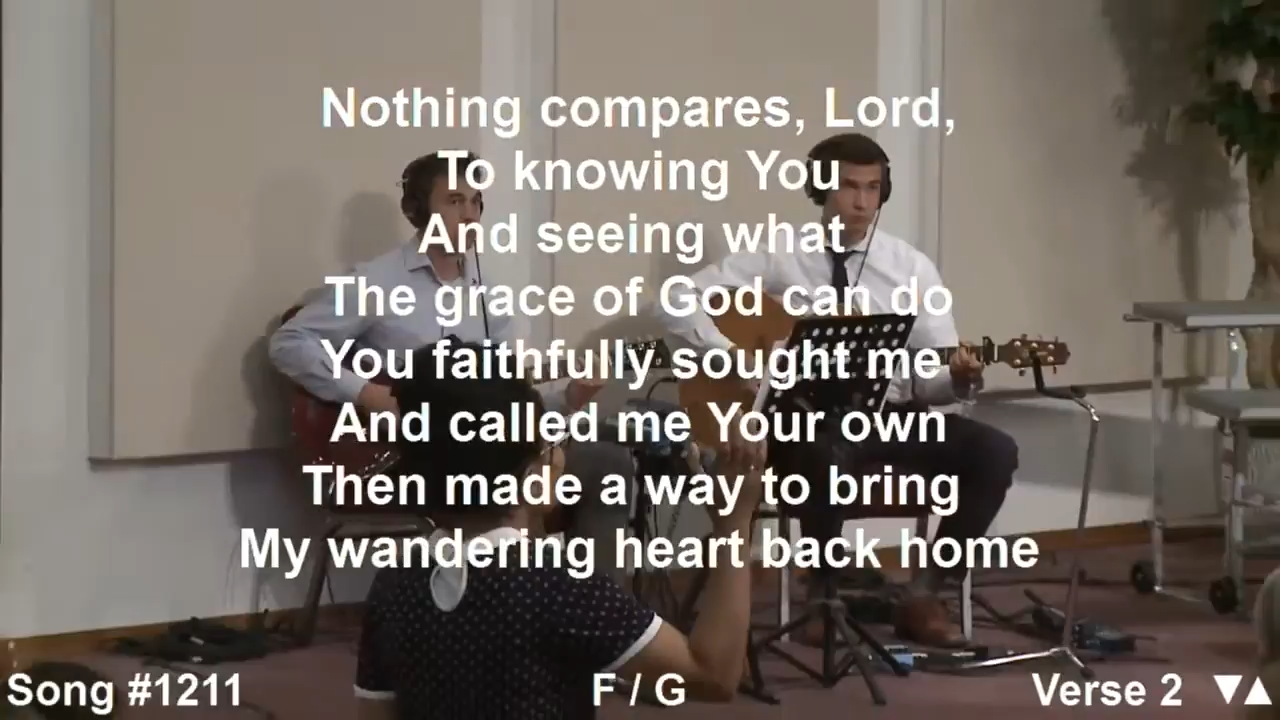 Nothing compares, Lord,
To knowing You
And seeing what
The grace of God can do
You faithfully sought me
And called me Your own
Then made a way to bring
My wandering heart back home
Song #1211
F / G
Verse 2 ▼▲